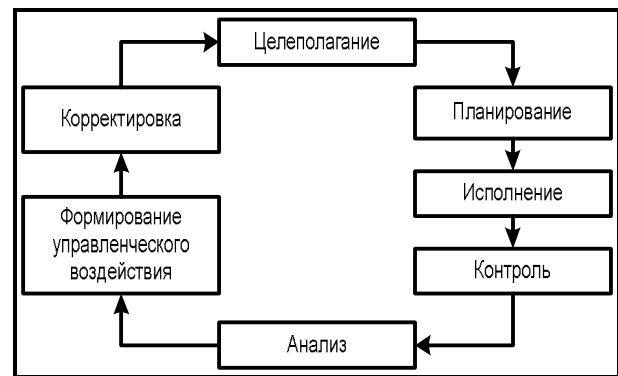 Целеполагание
Планирование
Исполнение
Контроль
Анализ
Формирование
управленческого
воздействия
Корректировка